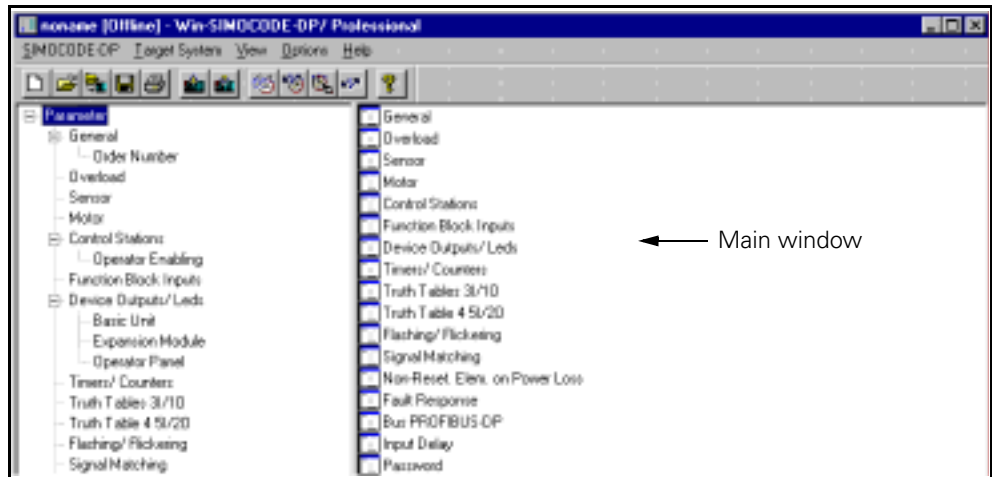 noname [Offline] - Win-SIMOCODE-DP/ Professional
SIMOCODE-DP Target System View Options Help
Parameter
General
Order Number
Overload
Sensor
Motor
Control Stations
Operator Enabling
Function Block Inputs
Device Outputs/ Leds
Basic Unit
Expansion Module
Operator Panel
Timers/ Counters
Truth Tables 3I/1O
Truth Table 4 5I/2O
Flashing/ Flickering
Signal Matching
General
Overload
Sensor
Motor
Control Stations
Function Block Inputs
Device Outputs/ Leds
Timers/ Counters
Truth Tables 3I/1O
Truth Table 4 5I/2O
Flashing/ Flickering
Signal Matching
Non-Reset. Elem. on Power Loss
Fault Response
Bus PROFIBUS-DP
Input Delay
Password
Main window